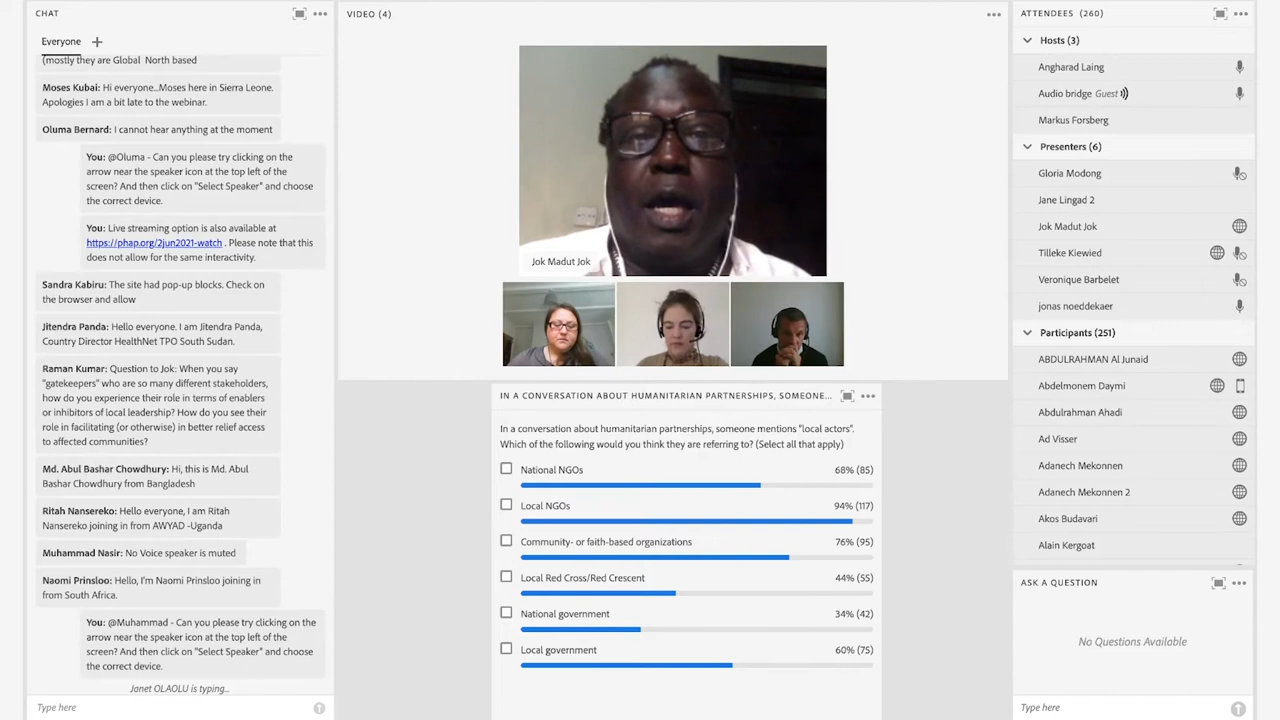 CHAT
Everyone
(mostly they are Global North based
Moses Kubai: Hi everyone...Moses here in Sierra Leone.
Apologies I am a bit late to the webinar.
Oluma Bernard: I cannot hear anything at the moment
You: @Oluma - Can you please try clicking on the
arrow near the speaker icon at the top left of the
screen? And then click on "Select Speaker" and choose
the correct device.
You: Live streaming option is also available at
https://phap.org/2jun2021-watch . Please note that this
does not allow for the same interactivity.
Sandra Kabiru: The site had pop-up blocks. Check on
the browser and allow
Jitendra Panda: Hello everyone. I am Jitendra Panda,
Country Director HealthNet TPO South Sudan.
Raman Kumar: Question to Jok: When you say
"gatekeepers" who are so many different stakeholders,
how do you experience their role in terms of enablers
or inhibitors of local leadership? How do you see their
role in facilitating (or otherwise) in better relief access
to affected communities?
Md. Abul Bashar Chowdhury: Hi, this is Md. Abul
Bashar Chowdhury from Bangladesh
Ritah Nansereko: Hello everyone, I am Ritah
Nansereko joining in from AWYAD -Uganda
Muhammad Nasir: No Voice speaker is muted
Naomi Prinsloo: Hello, I'm Naomi Prinsloo joining in
from South Africa.
You: @Muhammad - Can you please try clicking on the
arrow near the speaker icon at the top left of the
screen? And then click on "Select Speaker" and choose
the correct device.
Janet OLAOLU is typing...
Type here
VIDEO (4)
Jok Madut Jok
IN A CONVERSATION ABOUT HUMANITARIAN PARTNERSHIPS, SOMEONE...
In a conversation about humanitarian partnerships, someone mentions "local actors".
Which of the following would you think they are referring to? (Select all that apply)
National NGOs 68% (85)
Local NGOs 94% (117)
Community- or faith-based organizations 76% (95)
Local Red Cross/Red Crescent 44% (55)
National government 34% (42)
Local government 60% (75)
ATTENDEES (260)
Hosts (3)
Angharad Laing
Audio bridge Guest
Markus Forsberg
Presenters (6)
Gloria Modong
Jane Lingad 2
Jok Madut Jok
Tilleke Kiewied
Veronique Barbelet
jonas noeddekaer
Participants (251)
ABDULRAHMAN Al Junaid
Abdelmonem Daymi
Abdulrahman Ahadi
Ad Visser
Adanech Mekonnen
Adanech Mekonnen 2
Akos Budavari
Alain Kergoat
ASK A QUESTION
No Questions Available
Type here